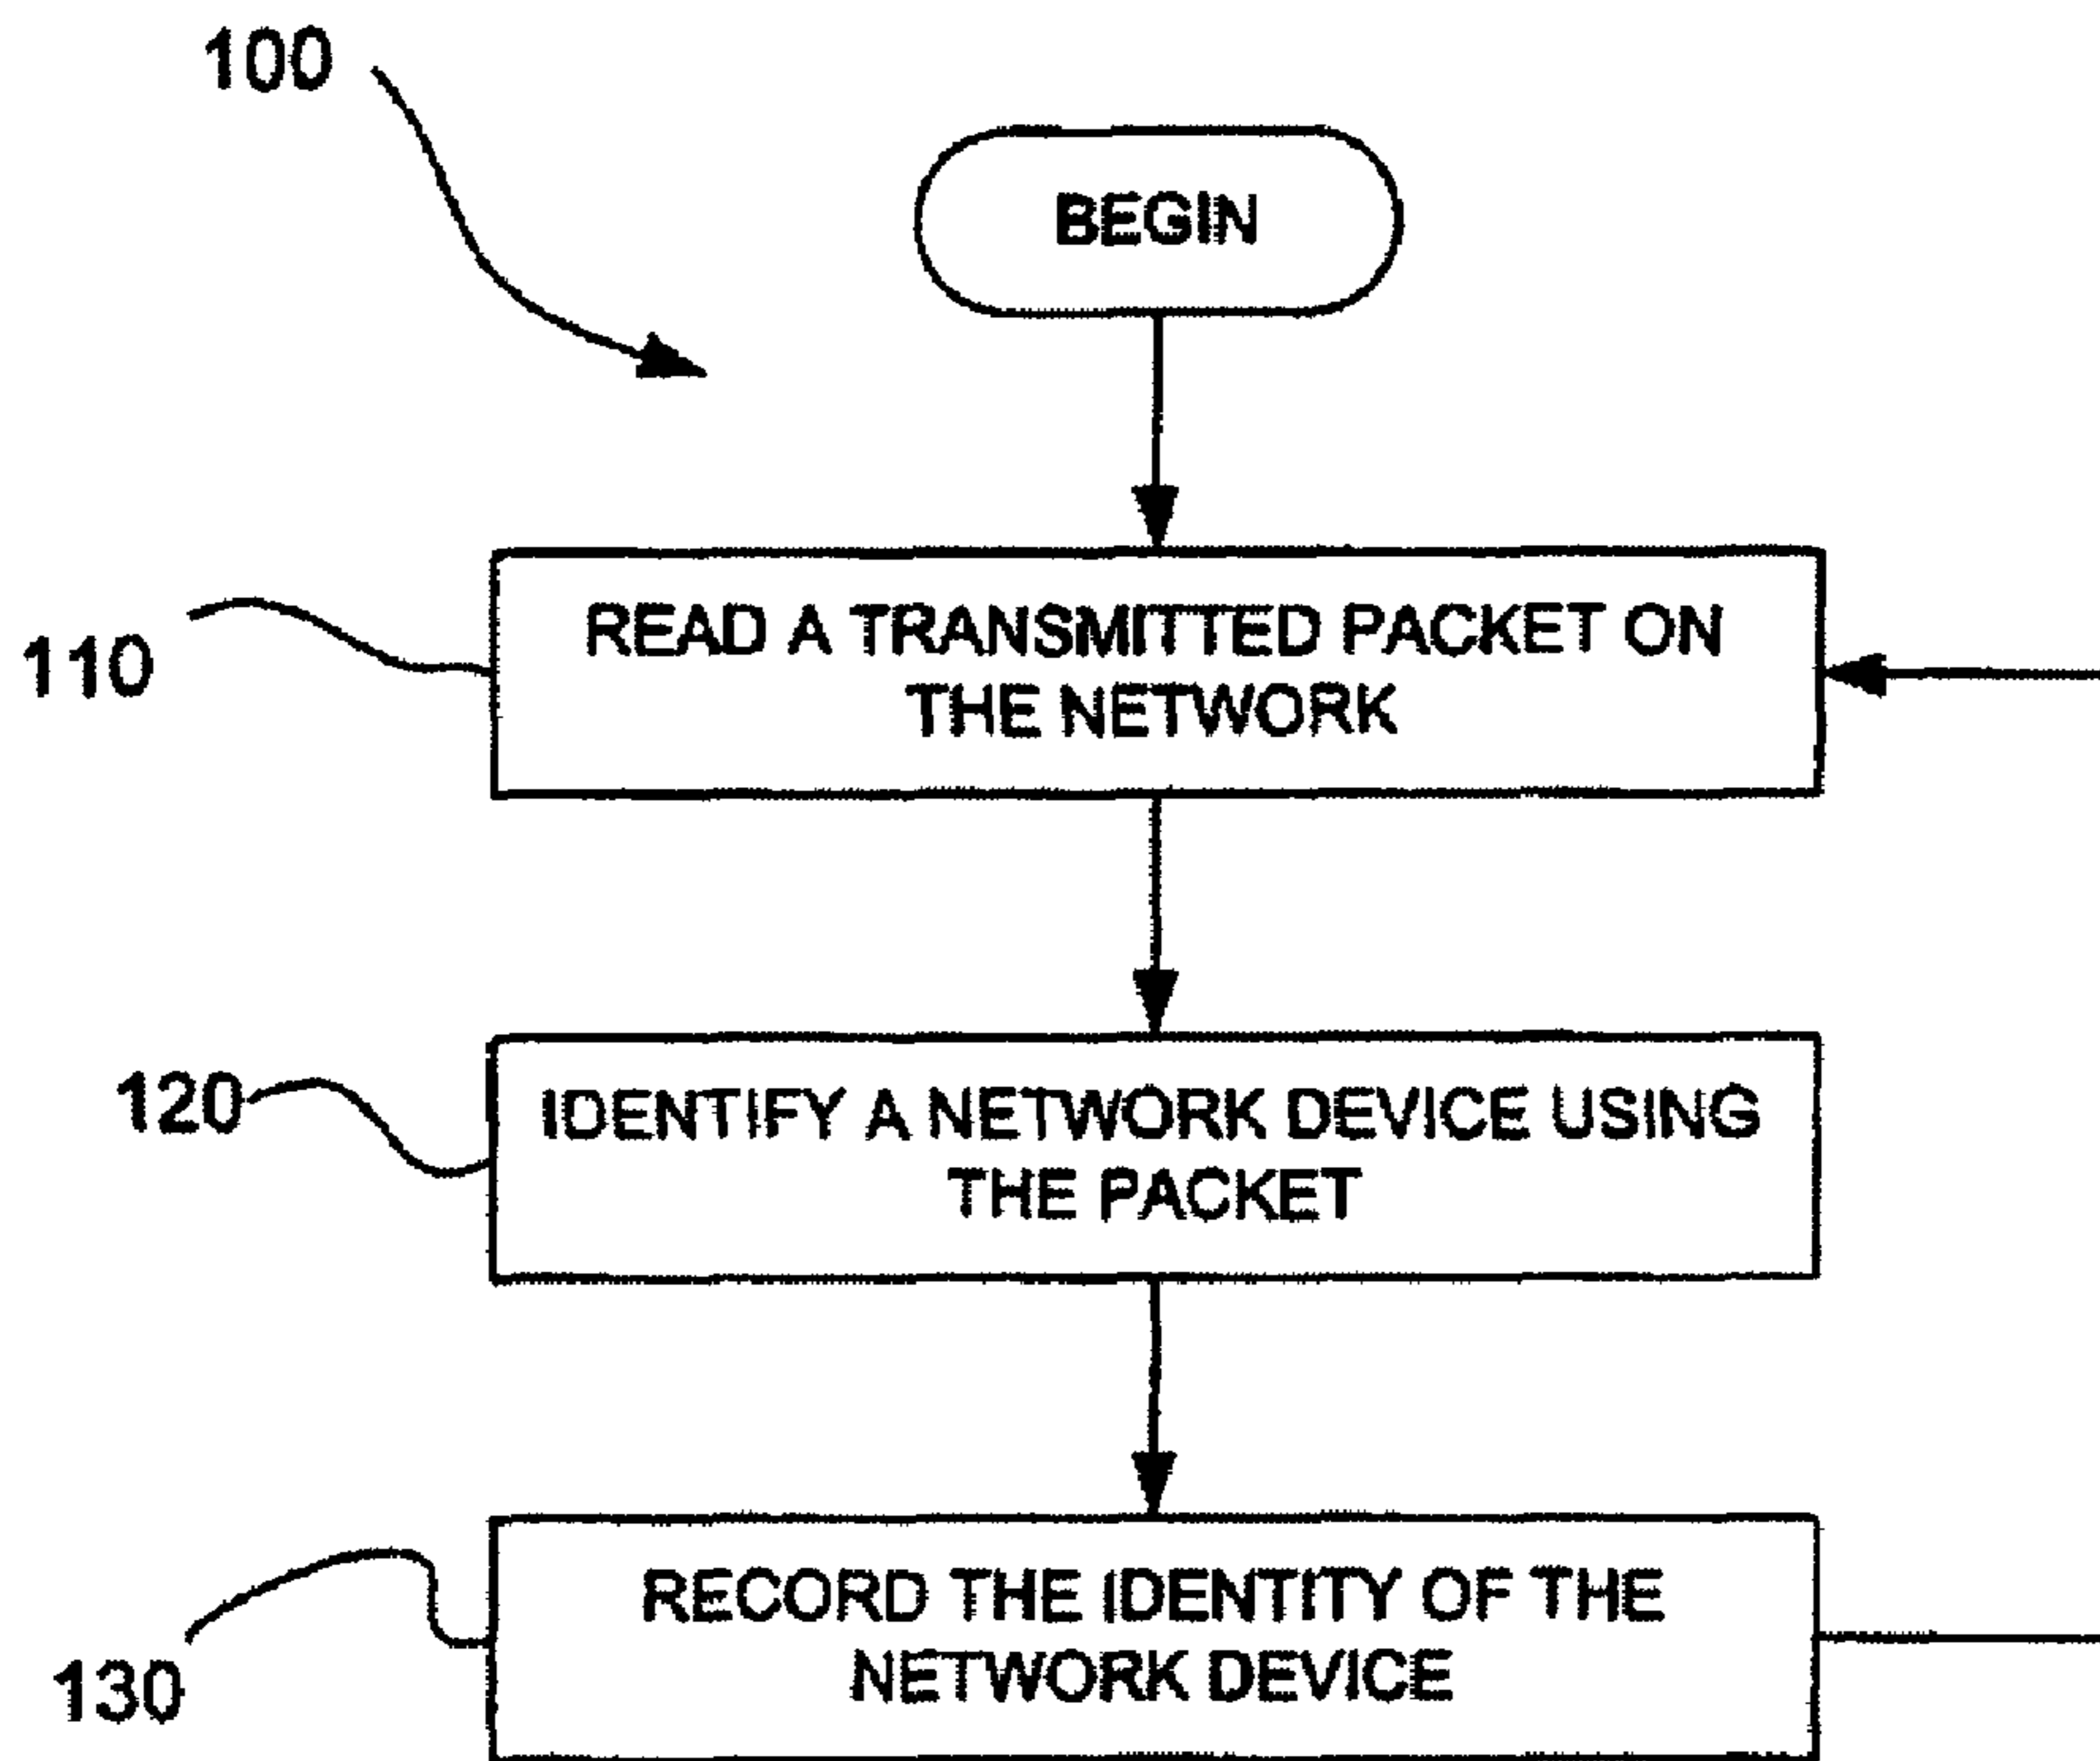 100
BEGIN
110
READ A TRANSMITTED PACKET ON
THE NETWORK
120
IDENTIFY A NETWORK DEVICE USING
THE PACKET
130
RECORD THE IDENTITY OF THE
NETWORK DEVICE